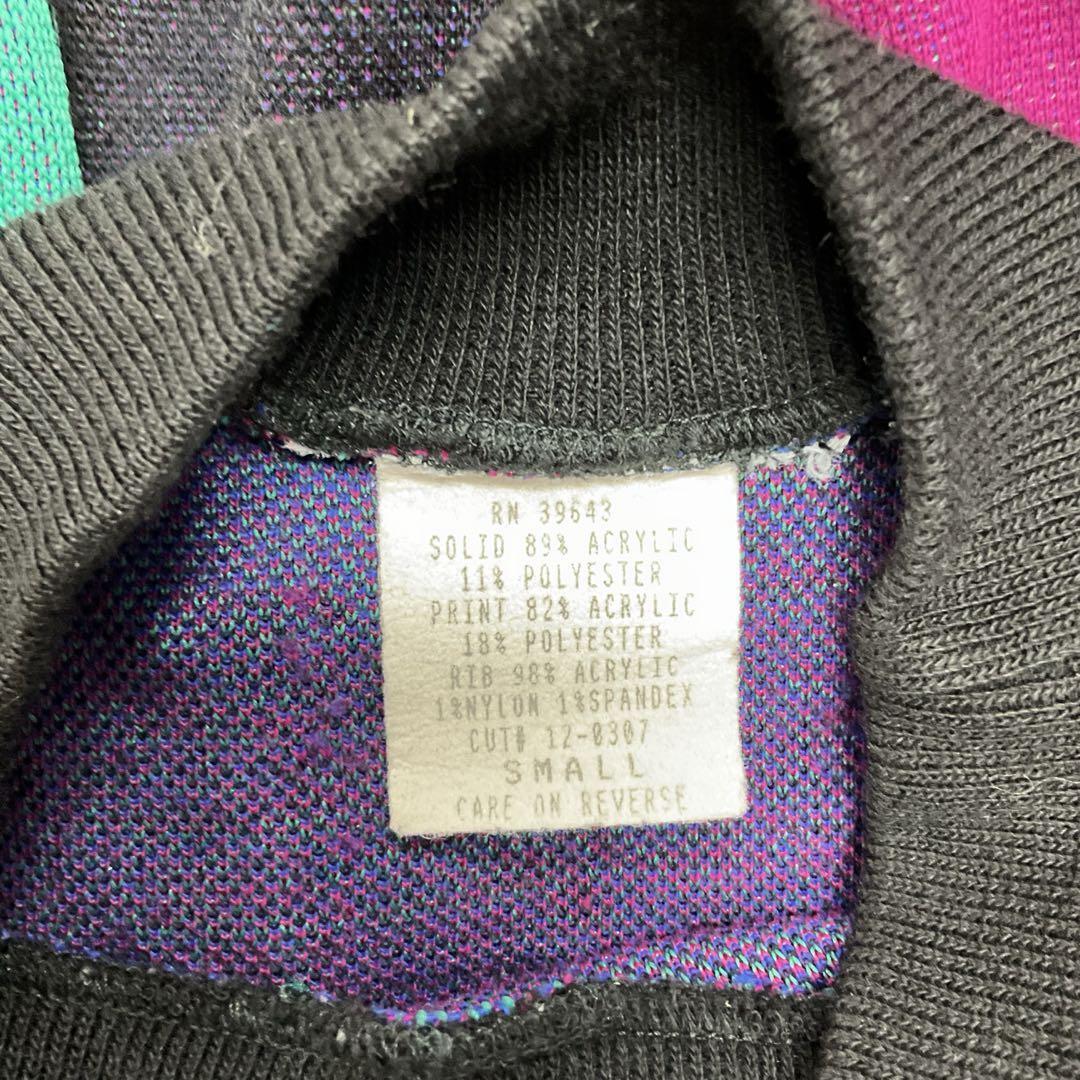 RN 39643
SOLID 89% ACRYLIC
11% POLYESTER
PRINT 82% ACRYLIC
18% POLYESTER
RIB 98% ACRYLIC
1%NYLON 1%SPANDEX
CUT# 12-0307
SMALL
CARE ON REVERSE